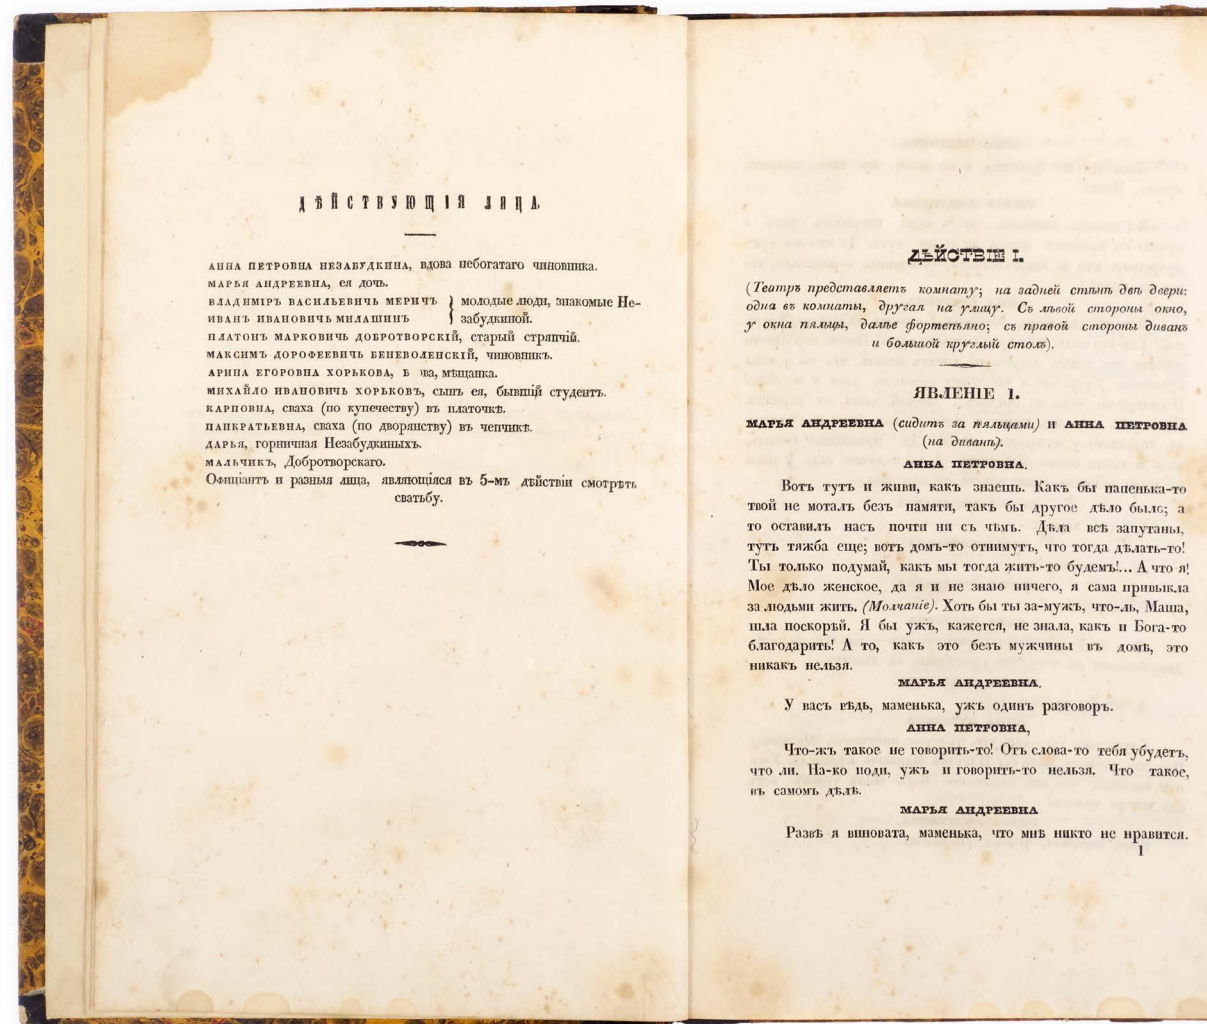 ДѢЙСТВУЮЩІЯ ЛИЦА.
АННА ПЕТРОВНА НЕЗАБУДКИНА, вдова небогатаго чиновника.
МАРЬЯ АНДРЕЕВНА, ея дочь.
ВЛАДИМІРЪ ВАСИЛЬЕВИЧЬ МЕРИЧЪ } молодые люди, знакомые Не-
ИВАНЪ ИВАНОВИЧЬ МИЛАШИНЪ } забудкиной.
ПЛАТОНЪ МАРКОВИЧЬ ДОБРОТВОРСКІЙ, старый стряпчій.
МАКСИМЪ ДОРОФЕЕВИЧЬ БЕНЕВОЛЕНСКІЙ, чиновникъ.
АРИНА ЕГОРОВНА ХОРЬКОВА, мѣщанка.
МИХАЙЛО ИВАНОВИЧЬ ХОРЬКОВЪ, сынъ ея, бывшій студентъ.
КАРПОВНА, сваха (по купечеству) въ платочкѣ.
ПАНКРАТЬЕВНА, сваха (по дворянству) въ чепчикѣ.
ДАРЬЯ, горничная Незабудкиныхъ.
МАЛЬЧИКЪ, Добротворскаго.
Офиціантъ и разныя лица, являющіяся въ 5-мъ дѣйствіи смотрѣть
сватьбу.
ДѢЙСТВІЕ I.
(Театръ представляетъ комнату; на задней стѣнѣ двѣ двери:
одна въ комнаты, другая на улицу. Съ лѣвой стороны окно,
у окна пяльцы, далѣе фортепьяно; съ правой стороны диванъ
и большой круглый столъ).
ЯВЛЕНІЕ 1.
МАРЬЯ АНДРЕЕВНА (сидитъ за пяльцами) и АННА ПЕТРОВНА
(на диванѣ).
АННА ПЕТРОВНА.
Вотъ тутъ и живи, какъ знаешь. Какъ бы папенька-то
твой не моталъ безъ памяти, такъ бы другое дѣло было; а
то оставилъ насъ почти ни съ чѣмъ. Дѣла всѣ запутаны,
тутъ тяжба еще; вотъ домъ-то отнимутъ, что тогда дѣлать-то!
Ты только подумай, какъ мы тогда жить-то будемъ!... А что я!
Мое дѣло женское, да я и не знаю ничего, я сама привыкла
за людьми жить. (Молчаніе). Хоть бы ты за-мужъ, что-ль, Маша,
шла поскорѣй. Я бы ужъ, кажется, не знала, какъ и Бога-то
благодарить! А то, какъ это безъ мужчины въ домѣ, это
никакъ нельзя.
МАРЬЯ АНДРЕЕВНА.
У васъ вѣдь, маменька, ужъ одинъ разговоръ.
АННА ПЕТРОВНА,
Что-жъ такое не говорить-то! Отъ слова-то тебя убудетъ,
что ли. На-ко поди, ужъ и говорить-то нельзя. Что такое,
въ самомъ дѣлѣ.
МАРЬЯ АНДРЕЕВНА
Развѣ я виновата, маменька, что мнѣ никто не нравится.
1